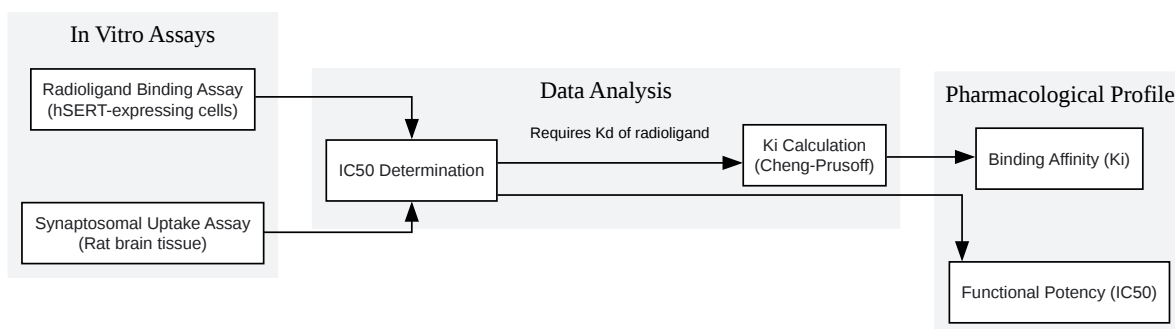 In Vitro Assays
Radioligand Binding Assay
(hSERT-expressing cells)
Synaptosomal Uptake Assay
(Rat brain tissue)
Data Analysis
IC50 Determination
Requires Kd of radioligand
Ki Calculation
(Cheng-Prusoff)
Pharmacological Profile
Binding Affinity (Ki)
Functional Potency (IC50)